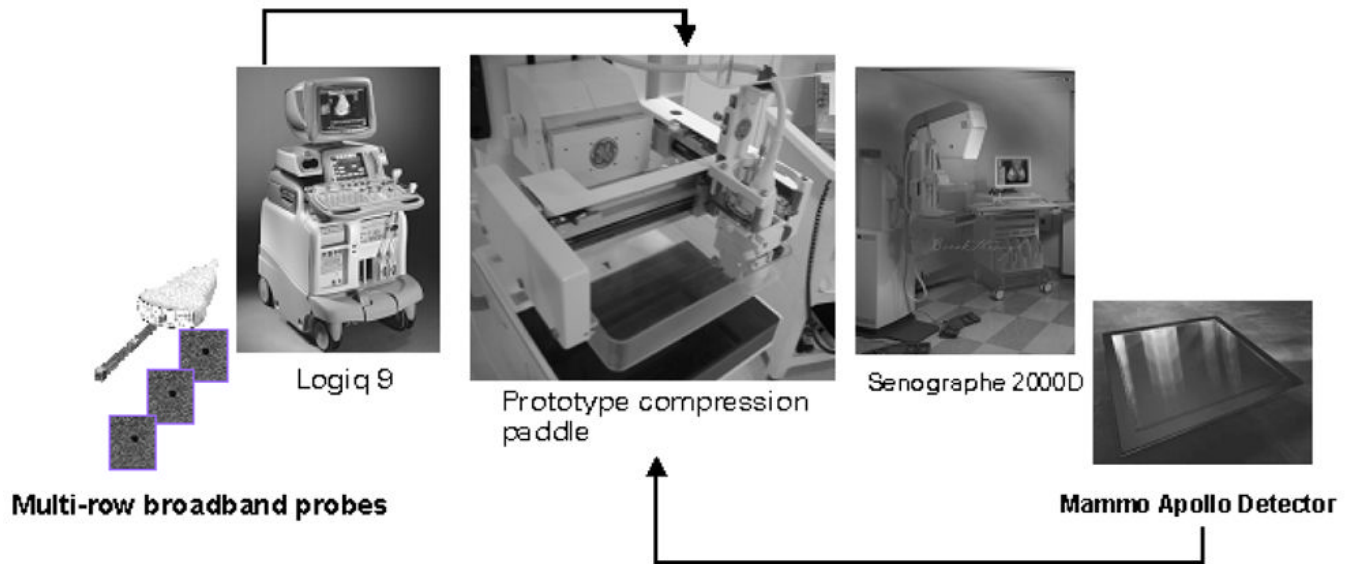 Logiq 9
Prototype compression
paddle
Senographe 2000D
Multi-row broadband probes
Mammo Apollo Detector